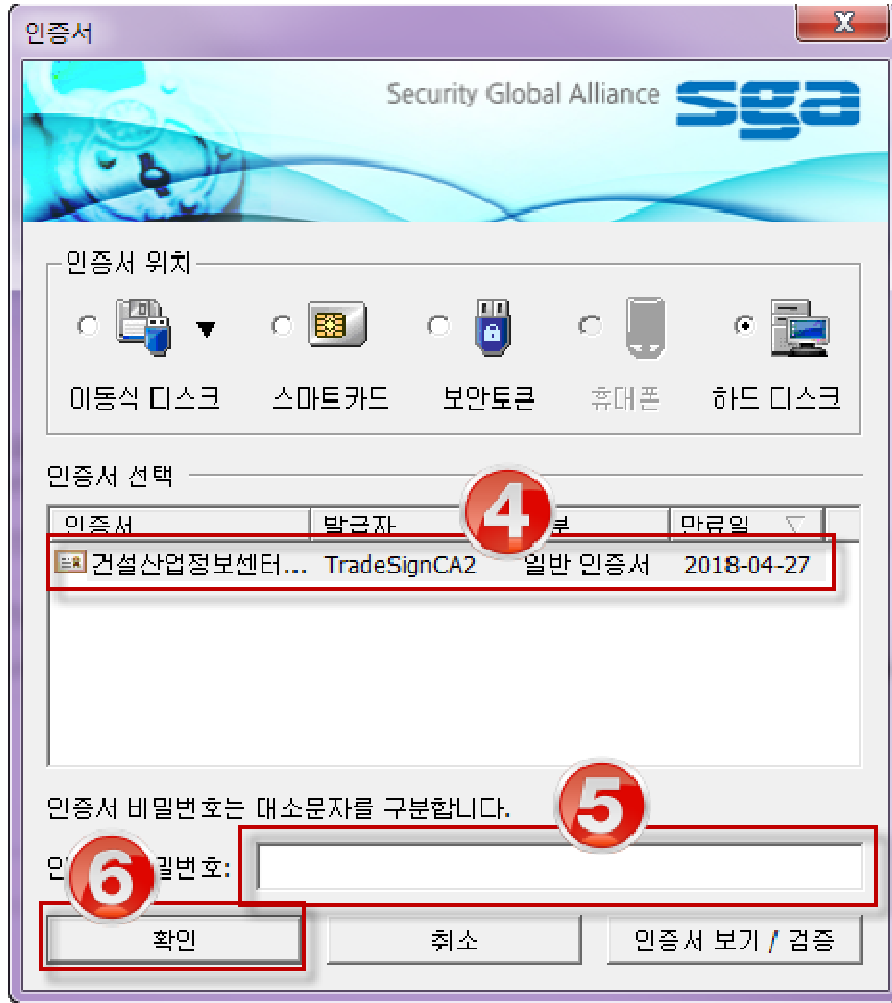 인증서
X
Security Global Alliance sga
인증서 위치
이동식 디스크 스마트카드 보안토큰 휴대폰 하드 디스크
인증서 선택
인증서 발급자 4 만료일
건설산업정보센터... TradeSignCA2 일반 인증서 2018-04-27
인증서 비밀번호는 대소문자를 구분합니다.
5
6
확인 취소 인증서 보기 / 검증